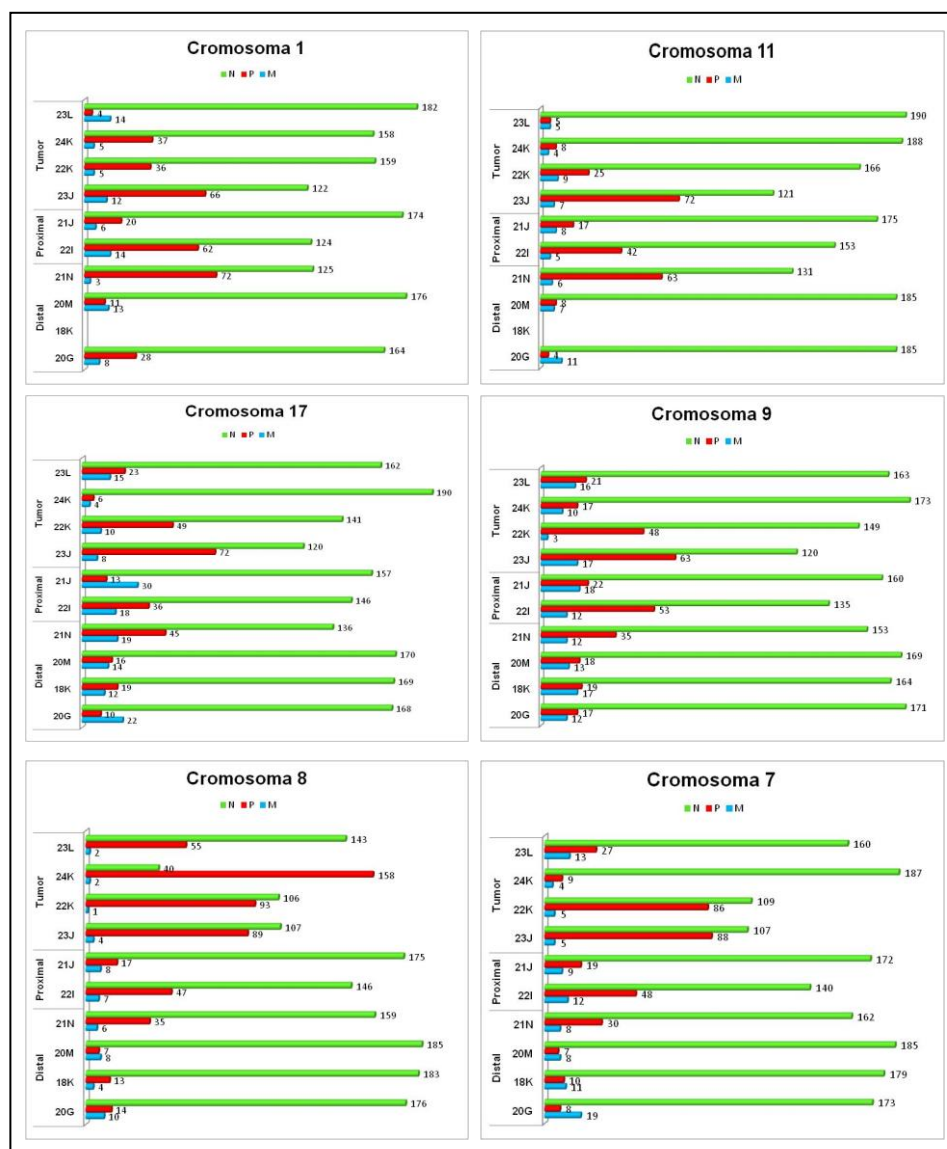 Cromosoma 1
N P M
Tumor
23L 182 4 14
24K 158 37 5
22K 159 36 5
23J 122 66 12
Proximal
21J 174 20 6
22I 124 62 14
Distal
21N 125 72 3
20M 176 11 13
18K
20G 164 28 8
Cromosoma 11
N P M
Tumor
23L 190 5 5
24K 188 8 4
22K 166 25 9
23J 121 72 7
Proximal
21J 175 17 8
22I 153 42 5
Distal
21N 131 63 6
20M 185 8 7
18K
20G 185 4 11
Cromosoma 17
N P M
Tumor
23L 162 23 15
24K 190 6 4
22K 141 49 10
23J 120 72 8
Proximal
21J 157 13 30
22I 146 36 18
Distal
21N 136 45 19
20M 170 16 14
18K 169 19 12
20G 168 10 22
Cromosoma 9
N P M
Tumor
23L 163 21 16
24K 173 17 10
22K 149 48 3
23J 120 63 17
Proximal
21J 160 22 18
22I 135 53 12
Distal
21N 153 35 12
20M 169 18 13
18K 164 19 17
20G 171 17 12
Cromosoma 8
N P M
Tumor
23L 143 55 2
24K 40 158 2
22K 106 93 1
23J 107 89 4
Proximal
21J 175 17 8
22I 146 47 7
Distal
21N 159 35 6
20M 185 7 8
18K 183 13 4
20G 176 14 10
Cromosoma 7
N P M
Tumor
23L 160 27 13
24K 187 9 4
22K 109 86 5
23J 107 88 5
Proximal
21J 172 19 9
22I 140 48 12
Distal
21N 162 30 8
20M 185 7 8
18K 179 10 11
20G 173 8 19